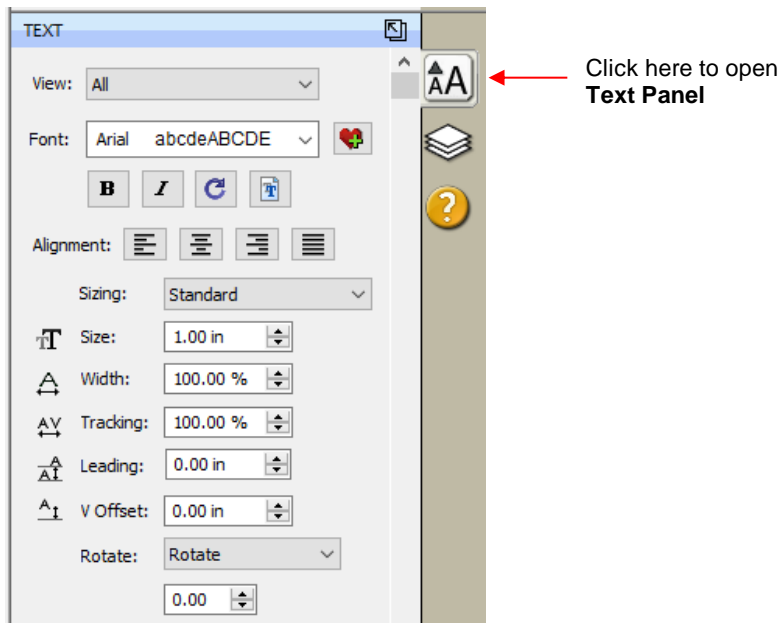 TEXT
View: All
Font: Arial abcdeABCDE
B I
Alignment:
Sizing: Standard
Size: 1.00 in
Width: 100.00 %
Tracking: 100.00 %
Leading: 0.00 in
V Offset: 0.00 in
Rotate: Rotate
0.00
Click here to open
Text Panel